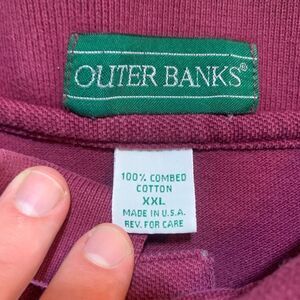 OUTER BANKS®
100% COMBED
COTTON
XXL
MADE IN U.S.A.
REV. FOR CARE